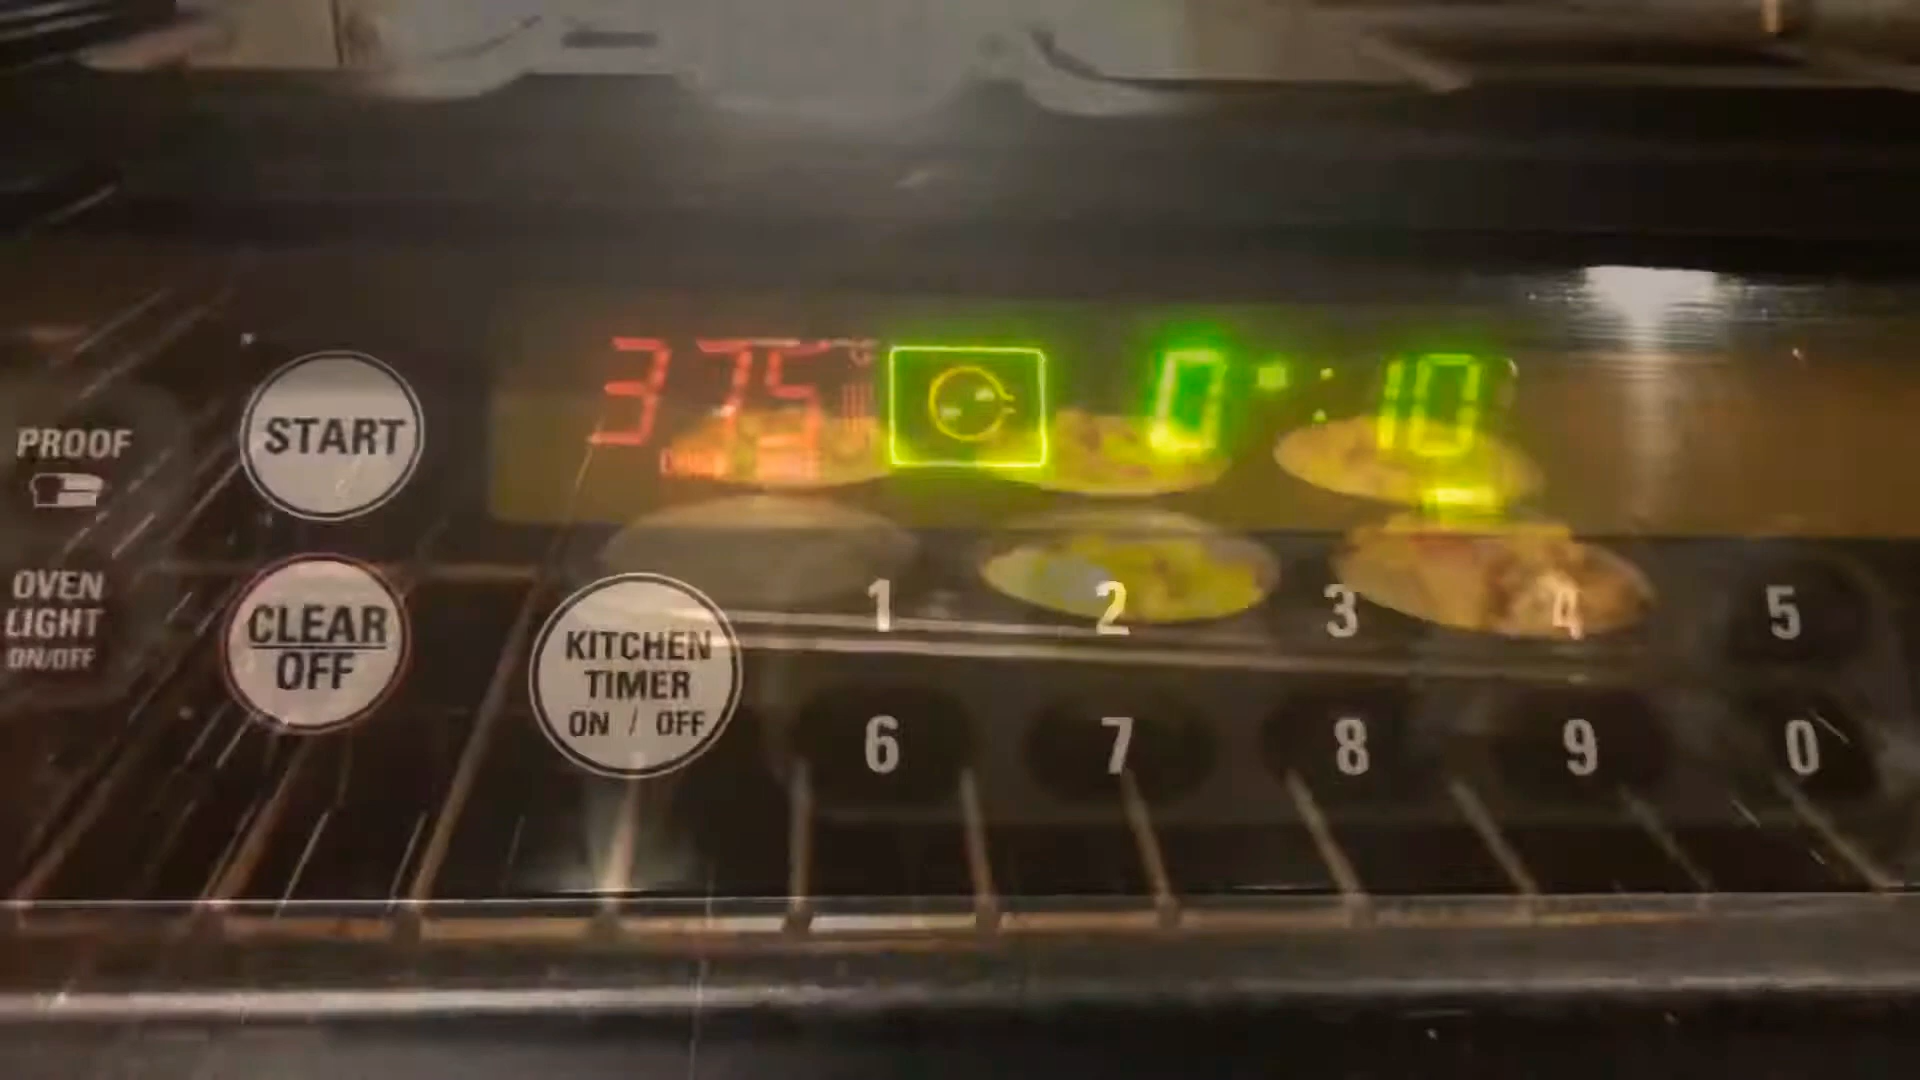 PROOF
OVEN
LIGHT
ON/OFF
START
CLEAR
OFF
KITCHEN
TIMER
ON / OFF
375°
0:10
1 2 3 4 5
6 7 8 9 0